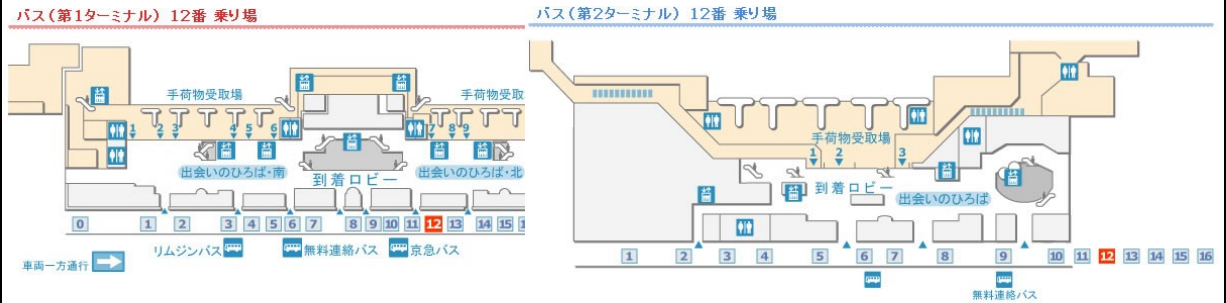 バス(第1ターミナル) 12番 乗り場
手荷物受取場
手荷物受取
1 2 3 4 5 6 7 8 9
出会いのひろば・南
到着ロビー
出会いのひろば・北
0 1 2 3 4 5 6 7 8 9 10 11 12 13 14 15
リムジンバス
無料連絡バス
京急バス
車両一方通行
バス(第2ターミナル) 12番 乗り場
手荷物受取場
1 2 3
到着ロビー
出会いのひろば
1 2 3 4 5 6 7 8 9 10 11 12 13 14 15 16
無料連絡バス